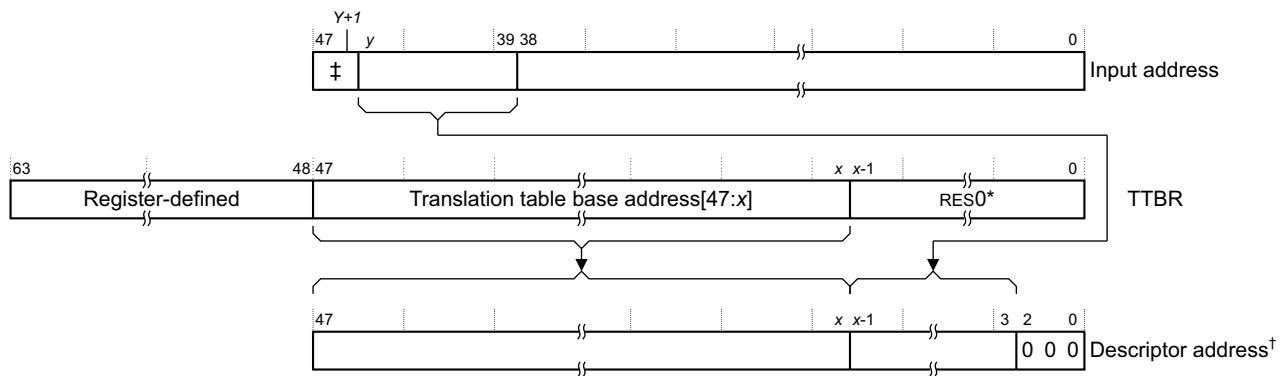 Y+1
47 y 39 38 0
‡ Input address
63 48 47 x x-1 0
Register-defined Translation table base address[47:x] RES0* TTBR
47 x x-1 3 2 0
0 0 0 Descriptor address†